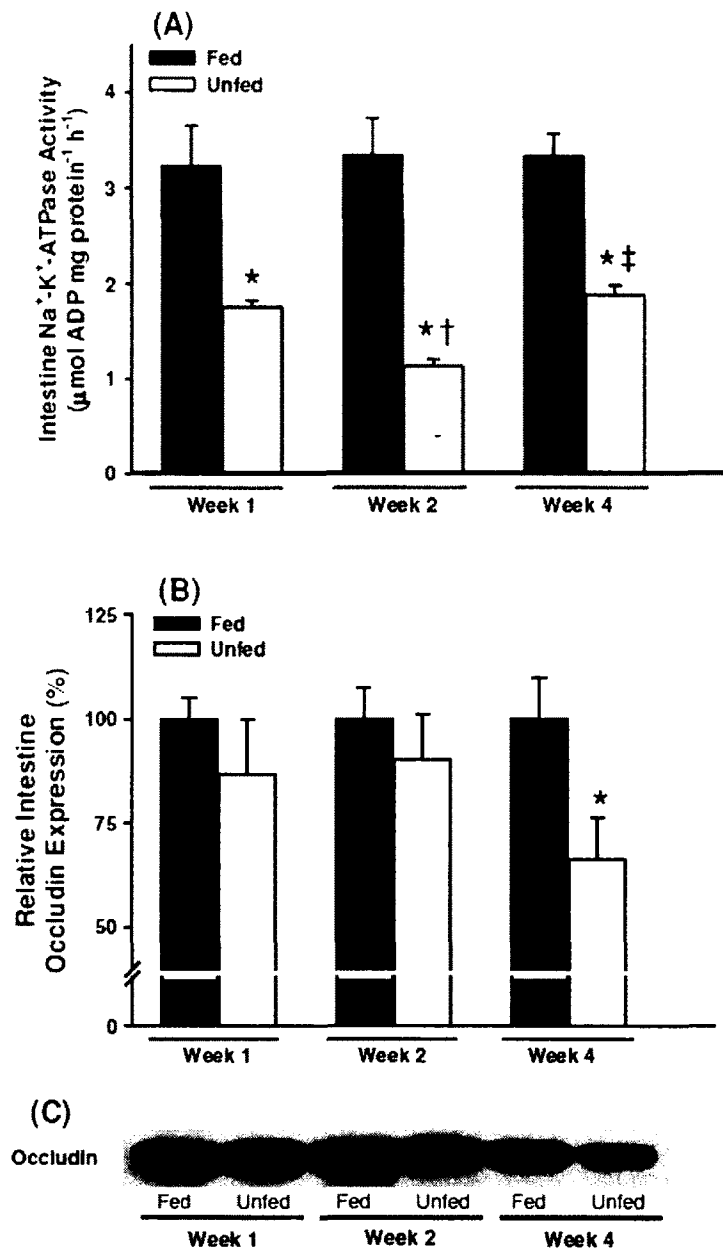 (A)
Fed
Unfed
Intestine Na⁺-K⁺-ATPase Activity
(μmol ADP mg protein⁻¹ h⁻¹)
4
3
2
1
0
*
*†
*‡
Week 1
Week 2
Week 4
(B)
Fed
Unfed
Relative Intestine
Occludin Expression (%)
125
100
75
50
0
*
Week 1
Week 2
Week 4
(C)
Occludin
Fed
Unfed
Fed
Unfed
Fed
Unfed
Week 1
Week 2
Week 4